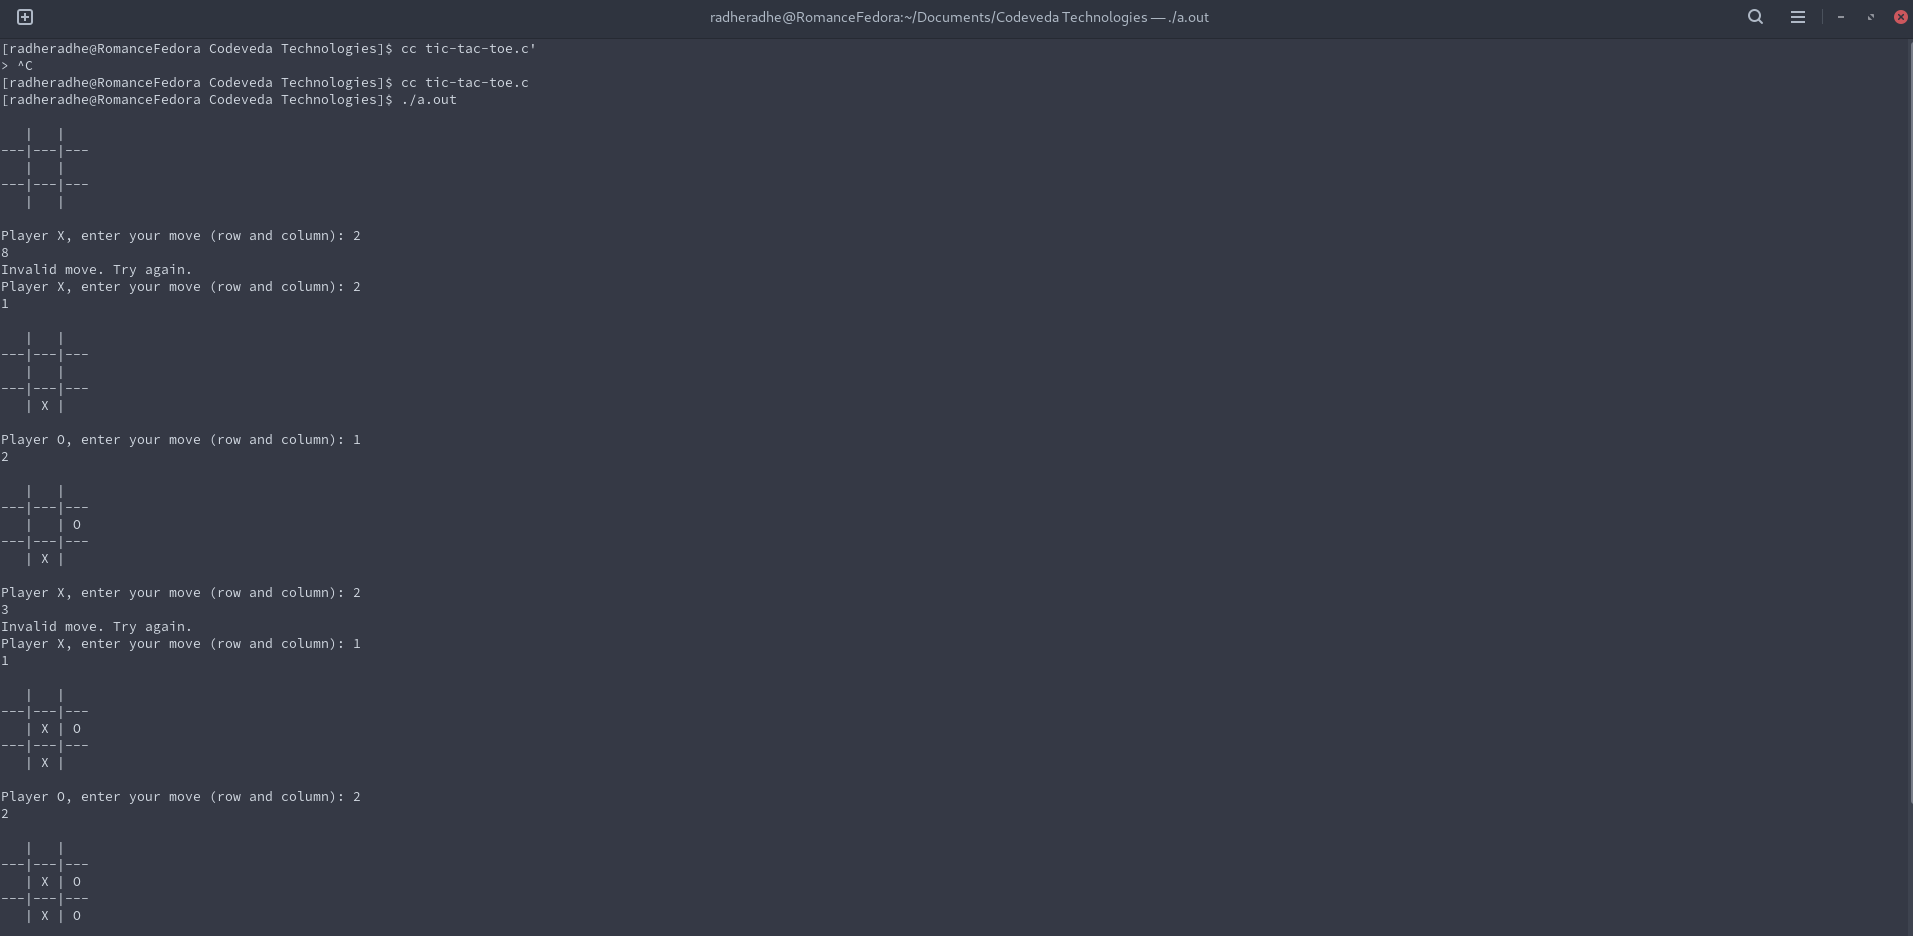 radheradhe@RomanceFedora:~/Documents/Codeveda Technologies — ./a.out
[radheradhe@RomanceFedora Codeveda Technologies]$ cc tic-tac-toe.c'
> ^C
[radheradhe@RomanceFedora Codeveda Technologies]$ cc tic-tac-toe.c
[radheradhe@RomanceFedora Codeveda Technologies]$ ./a.out

   |   |
---|---|---
   |   |
---|---|---
   |   |

Player X, enter your move (row and column): 2
8
Invalid move. Try again.
Player X, enter your move (row and column): 2
1

   |   |
---|---|---
   |   |
---|---|---
   | X |

Player O, enter your move (row and column): 1
2

   |   |
---|---|---
   |   | O
---|---|---
   | X |

Player X, enter your move (row and column): 2
3
Invalid move. Try again.
Player X, enter your move (row and column): 1
1

   |   |
---|---|---
   | X | O
---|---|---
   | X |

Player O, enter your move (row and column): 2
2

   |   |
---|---|---
   | X | O
---|---|---
   | X | O